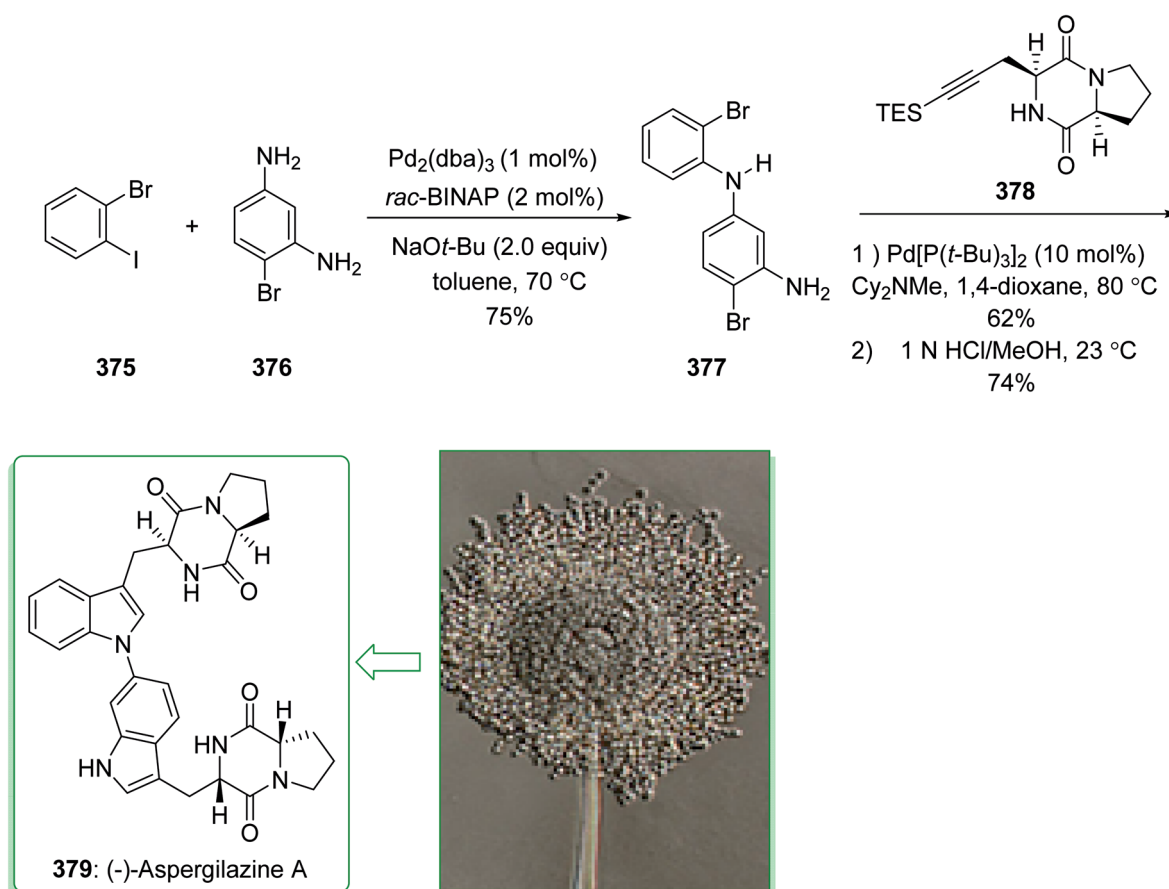 Br
I
375
+
NH2
NH2
Br
376
Pd2(dba)3 (1 mol%)
rac-BINAP (2 mol%)
NaOt-Bu (2.0 equiv)
toluene, 70 °C
75%
Br
N
H
NH2
Br
377
TES
H
O
N
HN
H
O
378
1 ) Pd[P(t-Bu)3]2 (10 mol%)
Cy2NMe, 1,4-dioxane, 80 °C
62%
2) 1 N HCl/MeOH, 23 °C
74%
O
N
H
H
N
H
O
N
O
H
NH
HN
N
H
O
379: (-)-Aspergilazine A